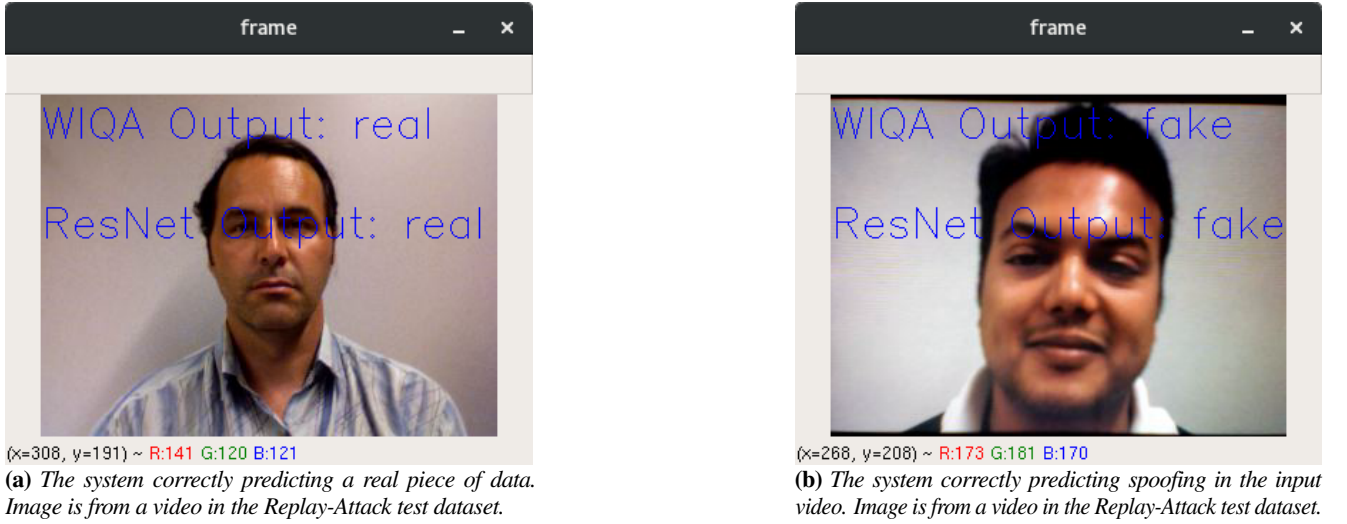 frame
WIQA Output: real
ResNet Output: real
(x=308, y=191) ~ R:141 G:120 B:121
(a) The system correctly predicting a real piece of data.
Image is from a video in the Replay-Attack test dataset.
frame
WIQA Output: fake
ResNet Output: fake
(x=268, y=208) ~ R:173 G:181 B:170
(b) The system correctly predicting spoofing in the input
video. Image is from a video in the Replay-Attack test dataset.